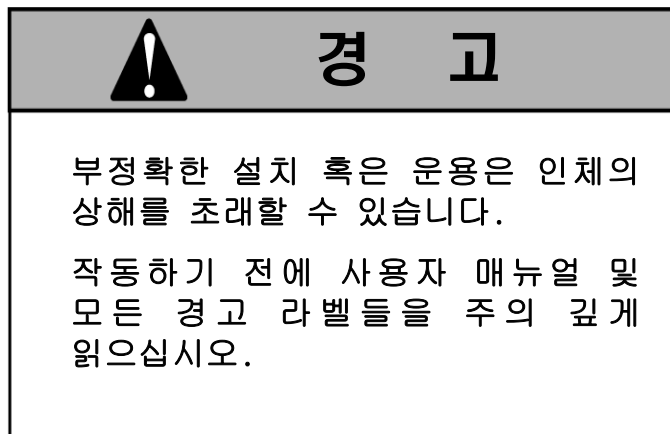 경 고
부정확한 설치 혹은 운용은 인체의
상해를 초래할 수 있습니다.
작동하기 전에 사용자 매뉴얼 및
모든 경고 라벨들을 주의 깊게
읽으십시오.